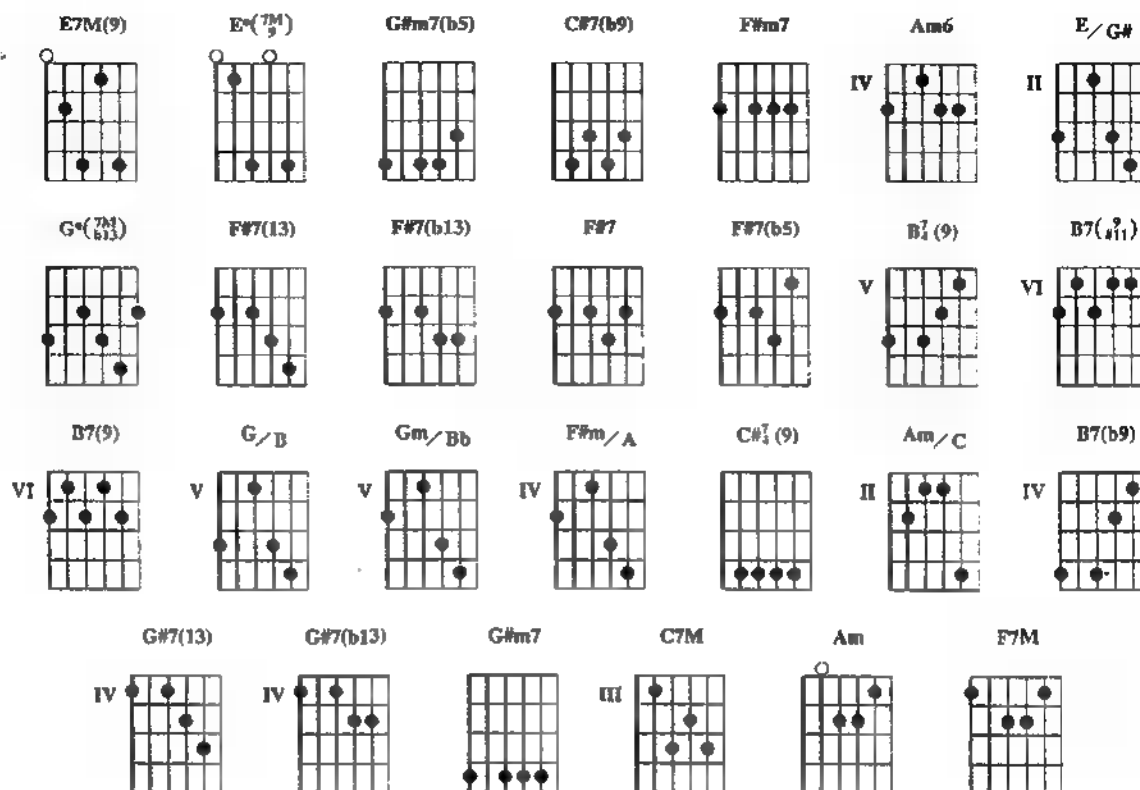 E7M(9) E°(7M 9) G#m7(b5) C#7(b9) F#m7 Am6 E/G#
IV II
G°(7M b13) F#7(13) F#7(b13) F#7 F#7(b5) B7 4(9) B7(9 #11)
V VI
B7(9) G/B Gm/Bb F#m/A C#7 4(9) Am/C B7(b9)
VI V V IV II IV
G#7(13) G#7(b13) G#m7 C7M Am F7M
IV IV III